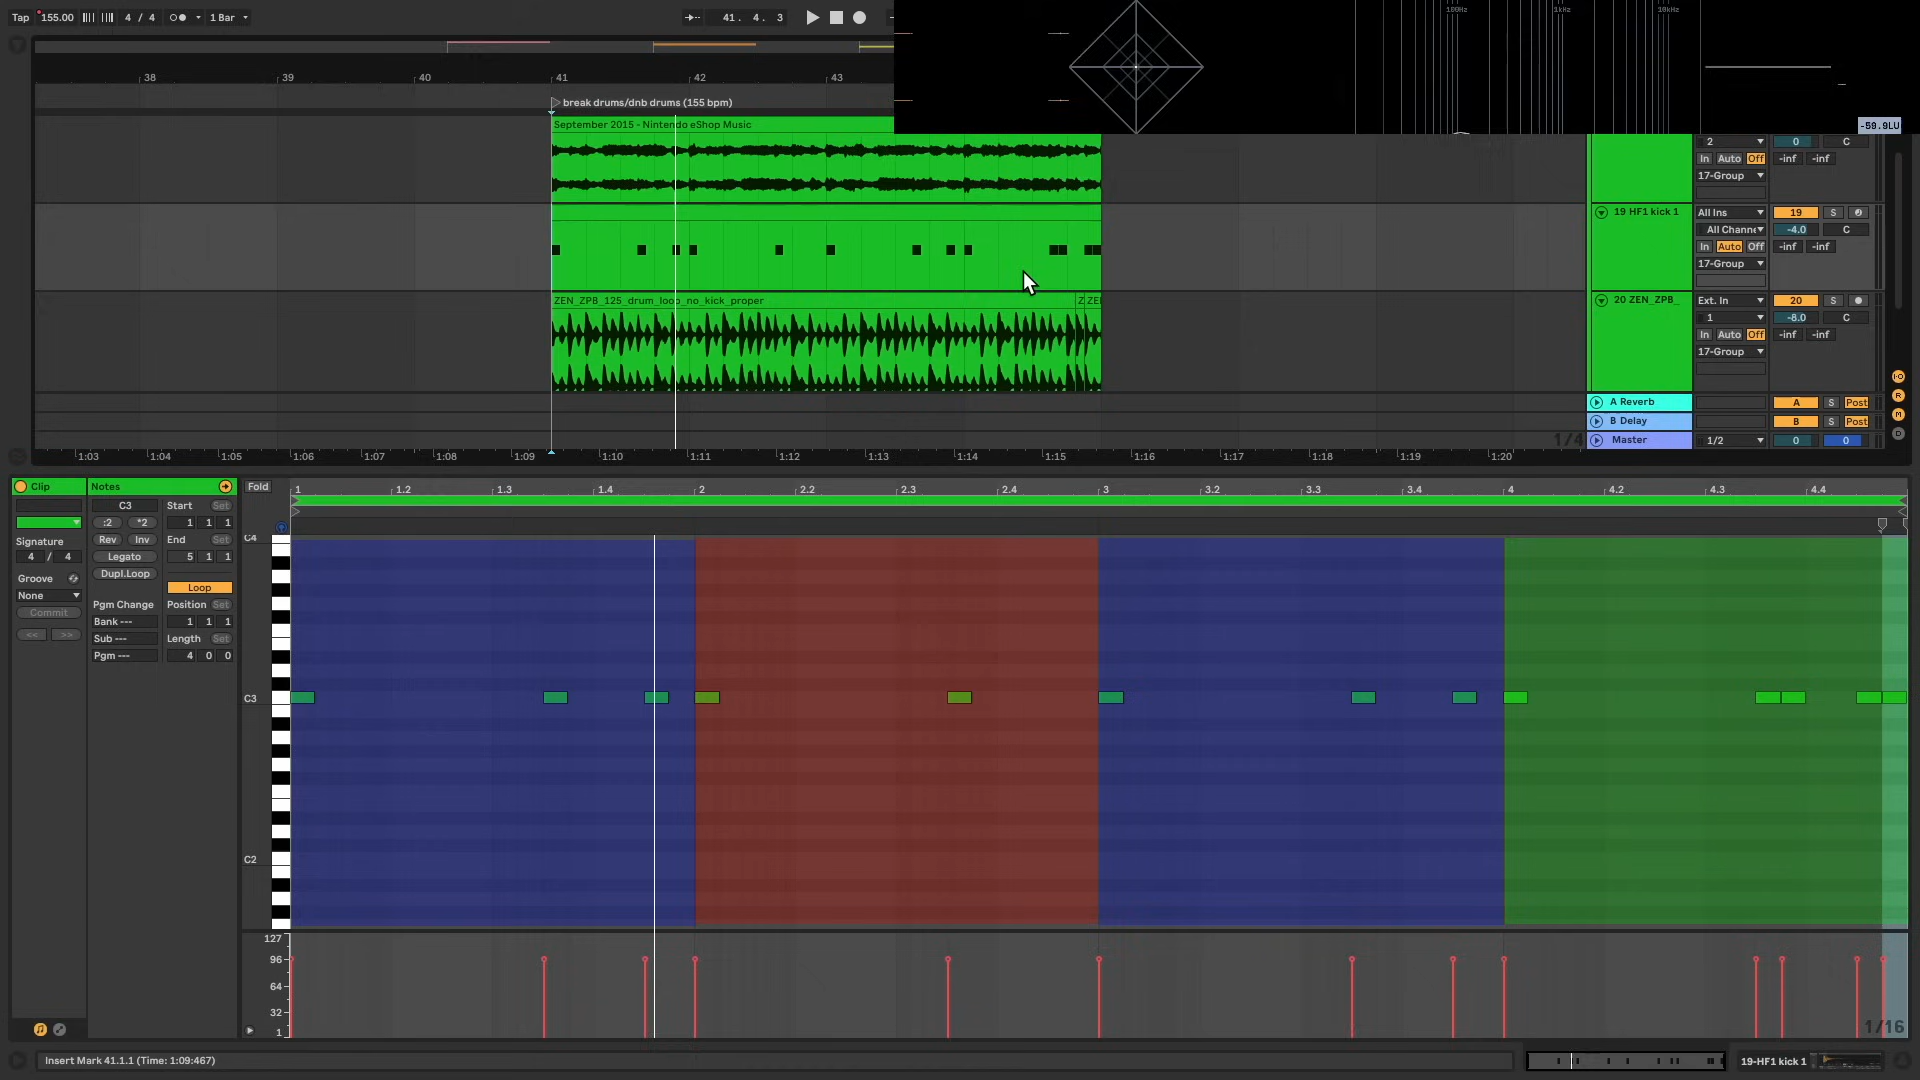 Tap 155.00 4 / 4 1 Bar 41. 4. 3
100Hz 1kHz 10kHz
-59.9LU
38 39 40 41 42 43
break drums/dnb drums (155 bpm)
September 2015 - Nintendo eShop Music
2 0 C
In Auto Off -inf -inf
17-Group
19 HF1 kick 1 All Ins 19 S
All Channe -4.0 C
In Auto Off -inf -inf
17-Group
ZEN_ZPB_125_drum_loop_no_kick_proper Z ZEI
20 ZEN_ZPB_ Ext. In 20 S
1 -8.0 C
In Auto Off -inf -inf
17-Group
A Reverb A S Post
B Delay B S Post
1/4 Master 1/2 0 0
1:03 1:04 1:05 1:06 1:07 1:08 1:09 1:10 1:11 1:12 1:13 1:14 1:15 1:16 1:17 1:18 1:19 1:20
Clip Notes Fold 1 1.2 1.3 1.4 2 2.2 2.3 2.4 3 3.2 3.3 3.4 4 4.2 4.3 4.4
C3 Start Set
:2 *2 1 1 1
Signature Rev Inv End Set
4 / 4 Legato 5 1 1
Groove Dupl.Loop Loop
None Pgm Change Position Set
Commit Bank --- 1 1 1
<< >> Sub --- Length Set
Pgm --- 4 0 0
C4
C3
C2
127
96
64
32
1
1/16
Insert Mark 41.1.1 (Time: 1:09:467) 19-HF1 kick 1